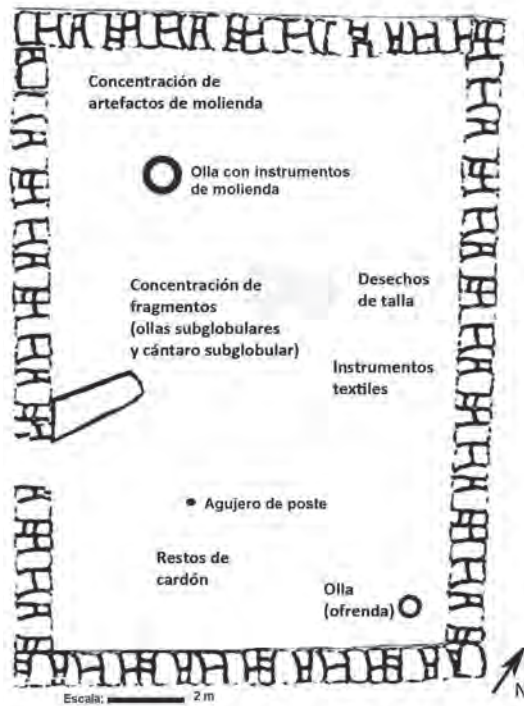 Concentración de
artefactos de molienda
Olla con instrumentos
de molienda
Concentración de
fragmentos
(ollas subglobulares
y cántaro subglobular)
Desechos
de talla
Instrumentos
textiles
Agujero de poste
Restos de
cardón
Olla
(ofrenda)
Escala: 2 m
N